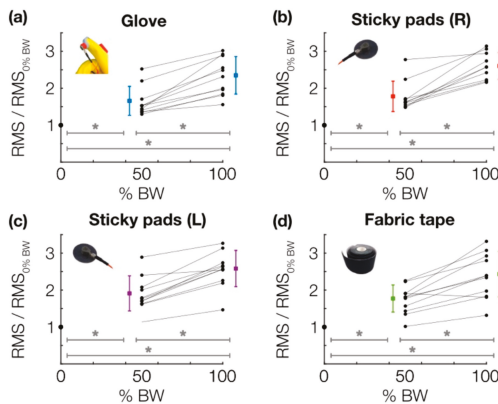 (a) Glove
RMS / RMS0% BW
3
2
1
*
*
*
0 50 100
% BW
(b) Sticky pads (R)
RMS / RMS0% BW
3
2
1
*
*
*
0 50 100
% BW
(c) Sticky pads (L)
RMS / RMS0% BW
3
2
1
*
*
*
0 50 100
% BW
(d) Fabric tape
RMS / RMS0% BW
3
2
1
*
*
*
0 50 100
% BW